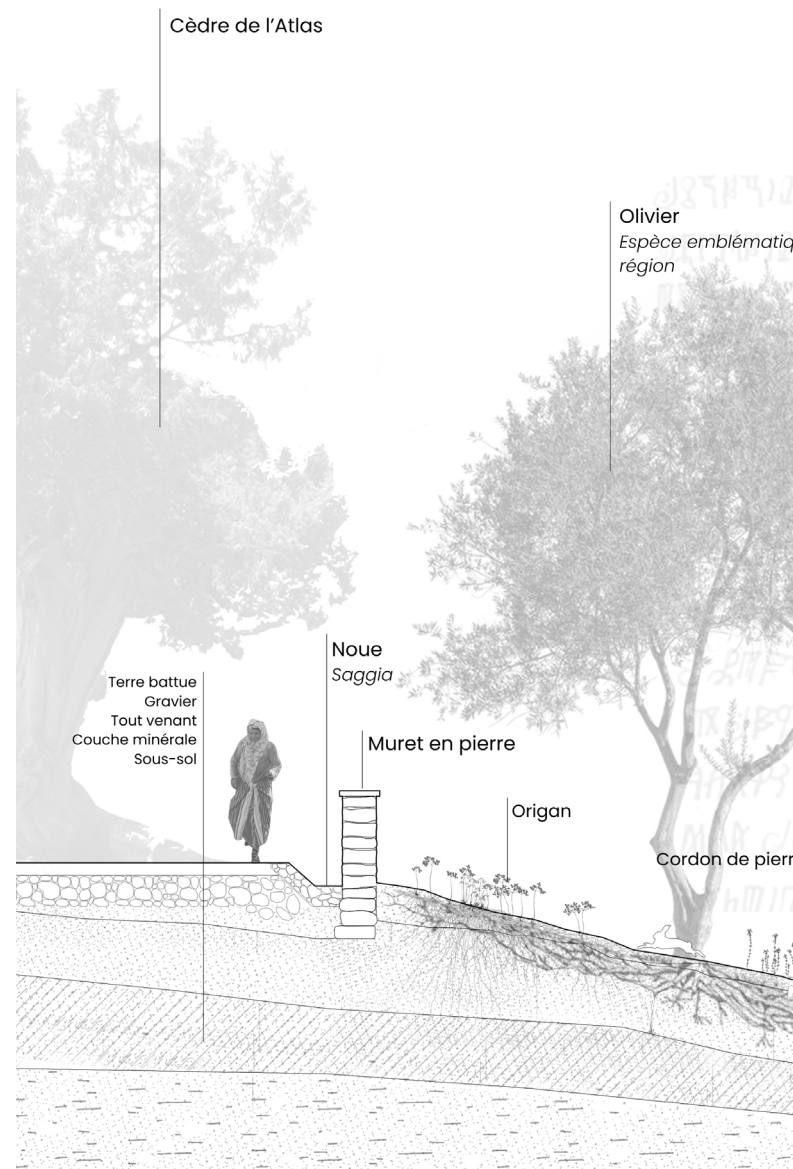 Cèdre de l'Atlas
Olivier
Espèce emblématiq
région
Noue
Saggia
Terre battue
Gravier
Tout venant
Couche minérale
Sous-sol
Muret en pierre
Origan
Cordon de pierr